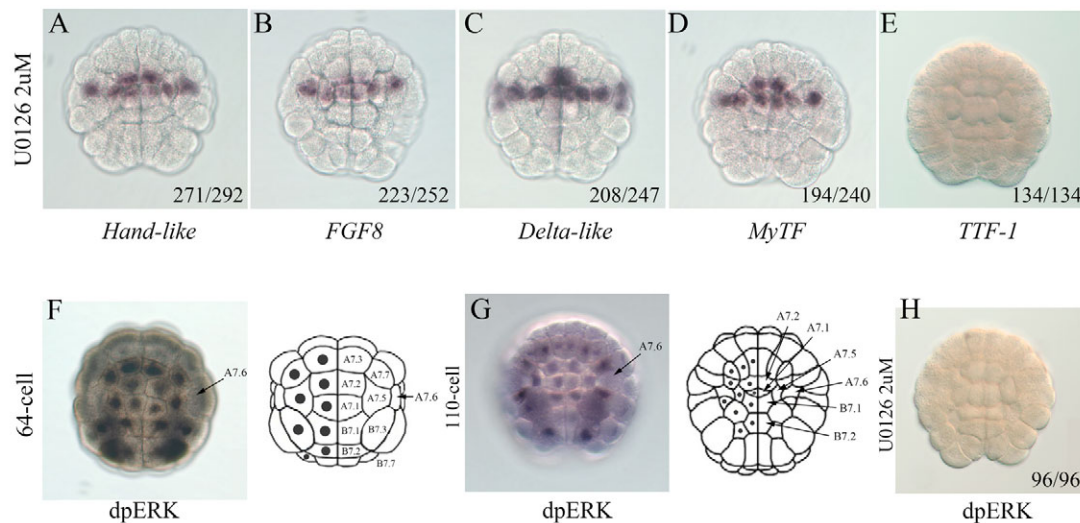 A B C D E
U0126 2uM
271/292 223/252 208/247 194/240 134/134
Hand-like FGF8 Delta-like MyTF TTF-1
F G H
64-cell
A7.6
A7.3
A7.7
A7.2
A7.5
A7.6
A7.1
B7.1
B7.3
B7.2
B7.7
110-cell
A7.6
A7.2
A7.1
A7.5
A7.6
B7.1
B7.2
U0126 2uM
96/96
dpERK dpERK dpERK